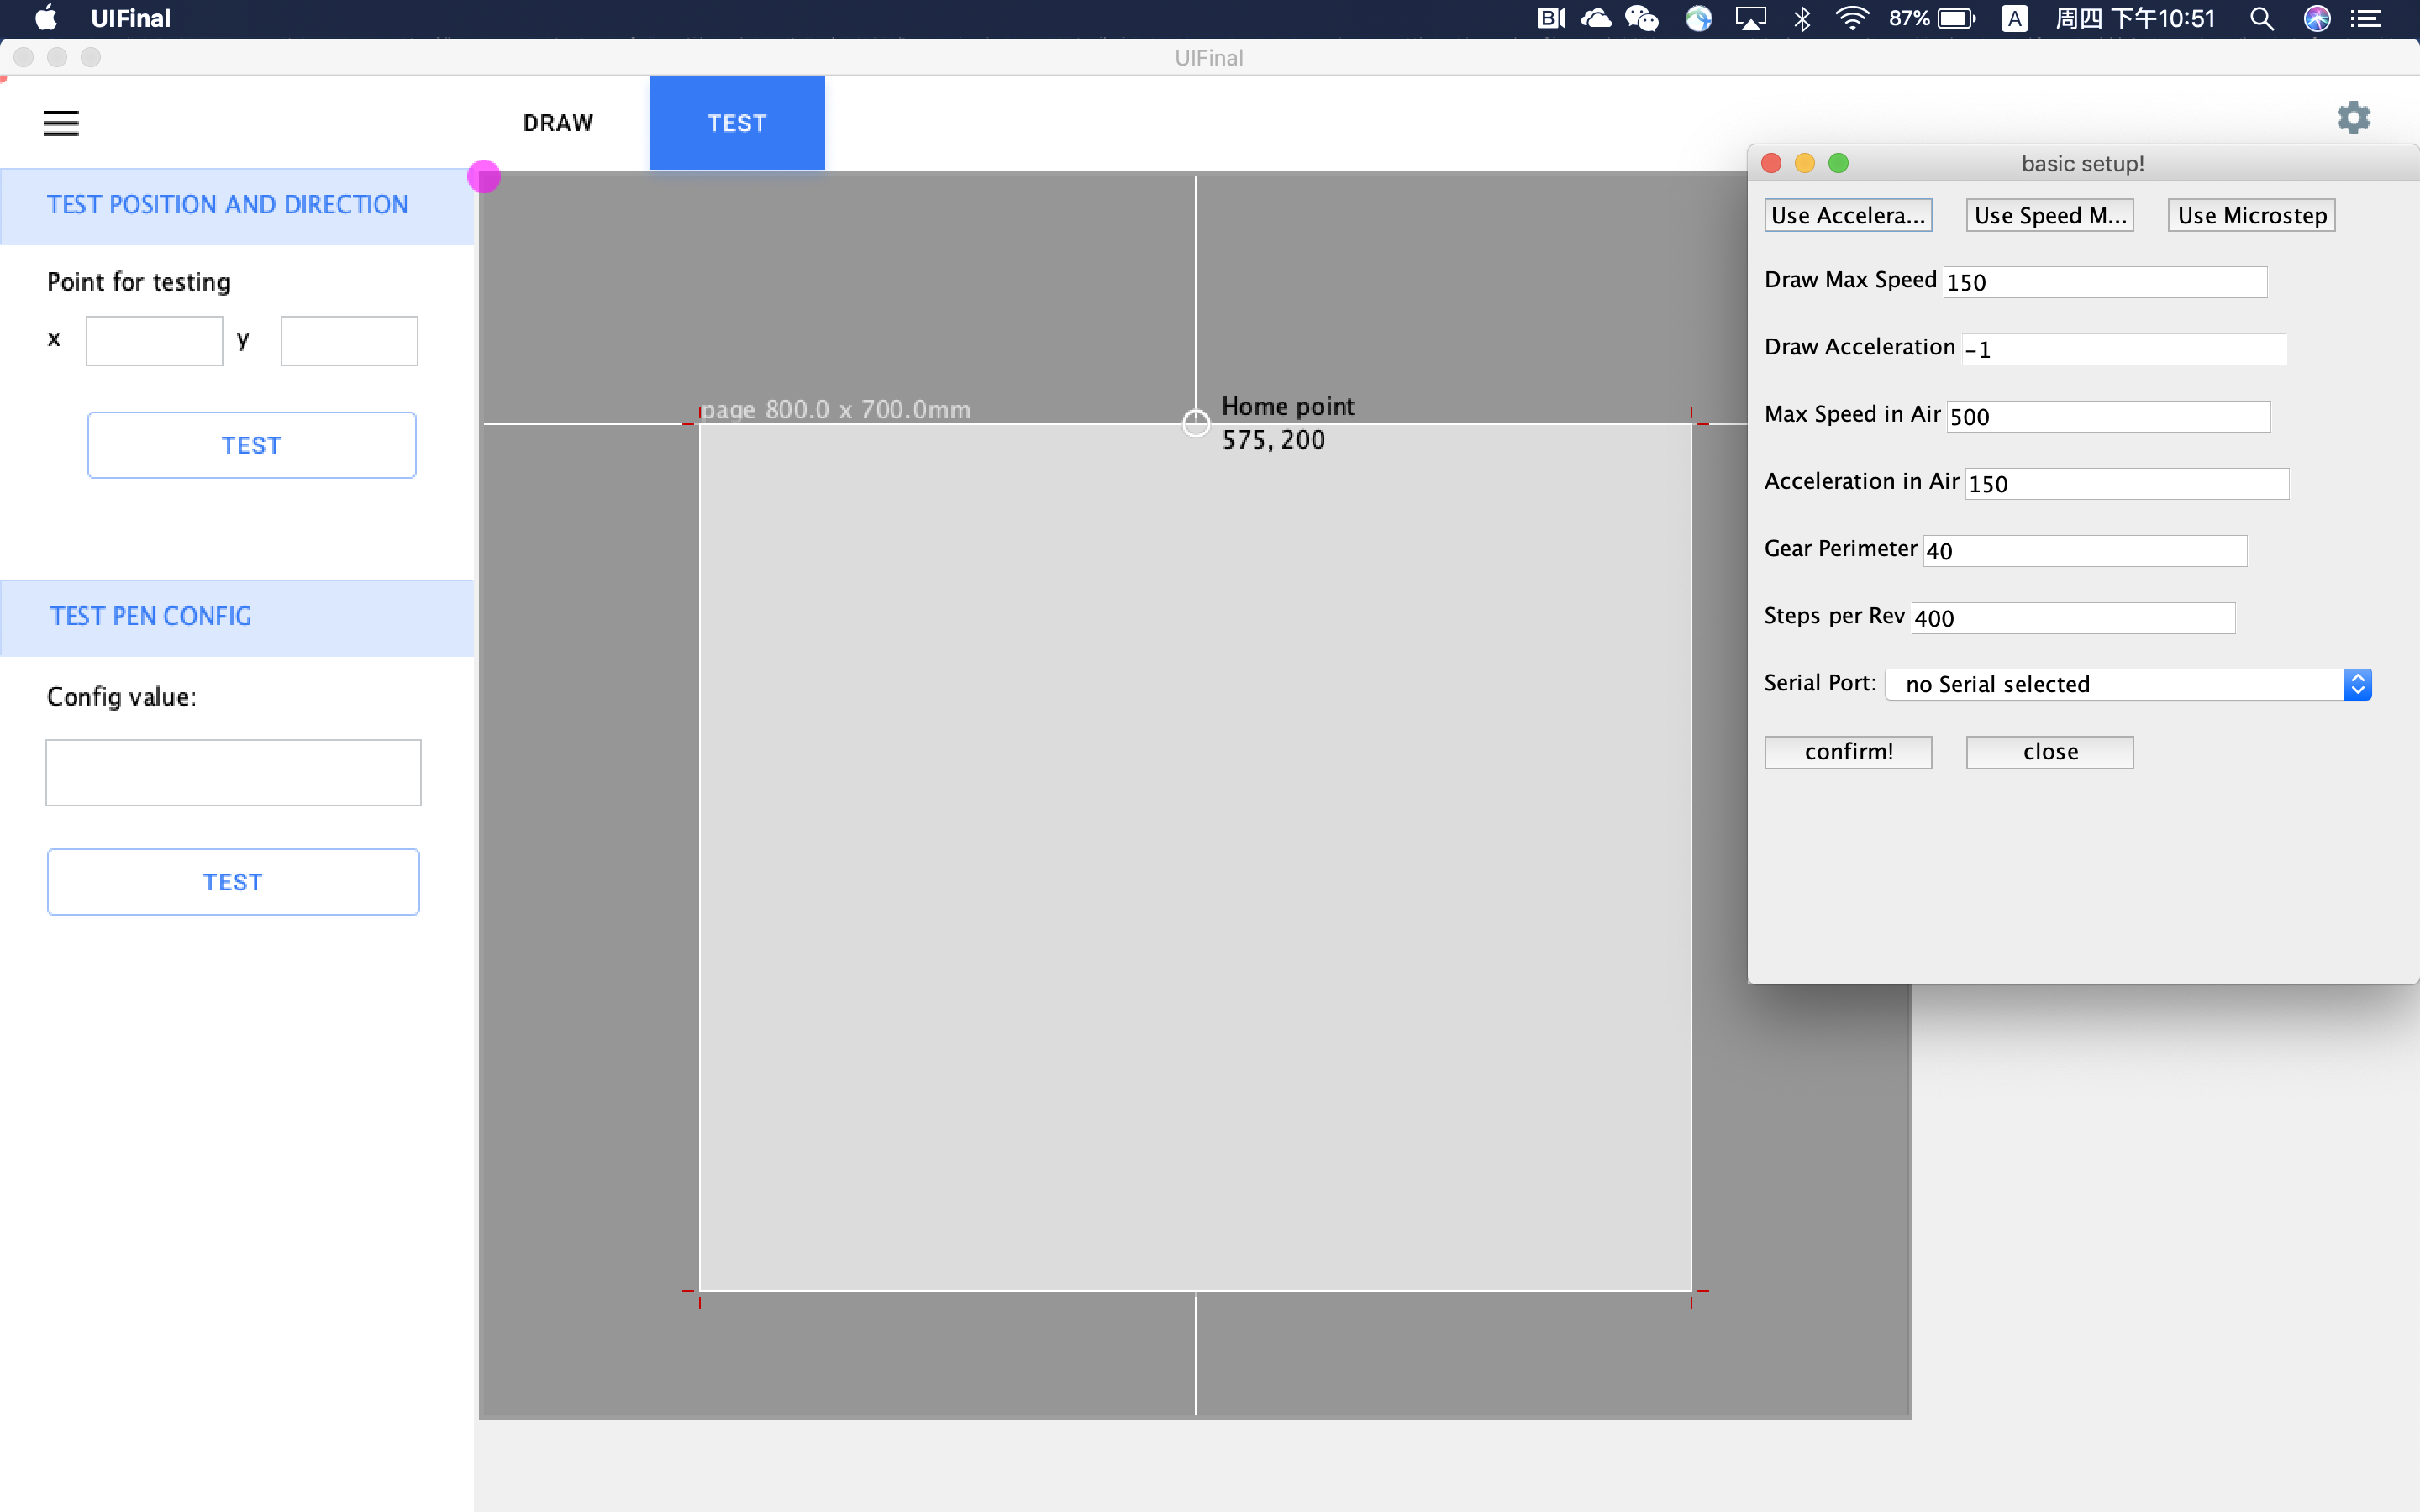 UIFinal
87%
A
周四 下午10:51
UIFinal
DRAW
TEST
TEST POSITION AND DIRECTION
Point for testing
x
y
TEST
TEST PEN CONFIG
Config value:
TEST
page 800.0 x 700.0mm
Home point
575, 200
basic setup!
Use Accelera...
Use Speed M...
Use Microstep
Draw Max Speed 150
Draw Acceleration -1
Max Speed in Air 500
Acceleration in Air 150
Gear Perimeter 40
Steps per Rev 400
Serial Port: no Serial selected
confirm!
close